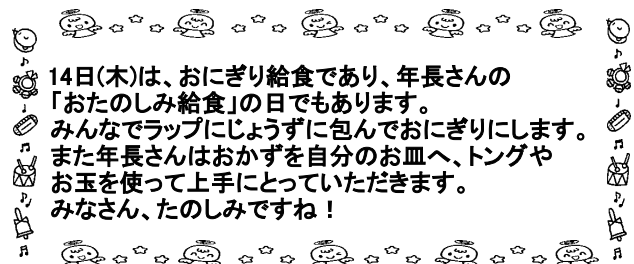 14日(木)は、おにぎり給食であり、年長さんの
「おたのしみ給食」の日でもあります。
みんなでラップにじょうずに包んでおにぎりにします。
また年長さんはおかずを自分のお皿へ、トングや
お玉を使って上手にとっていただきます。
みなさん、たのしみですね！